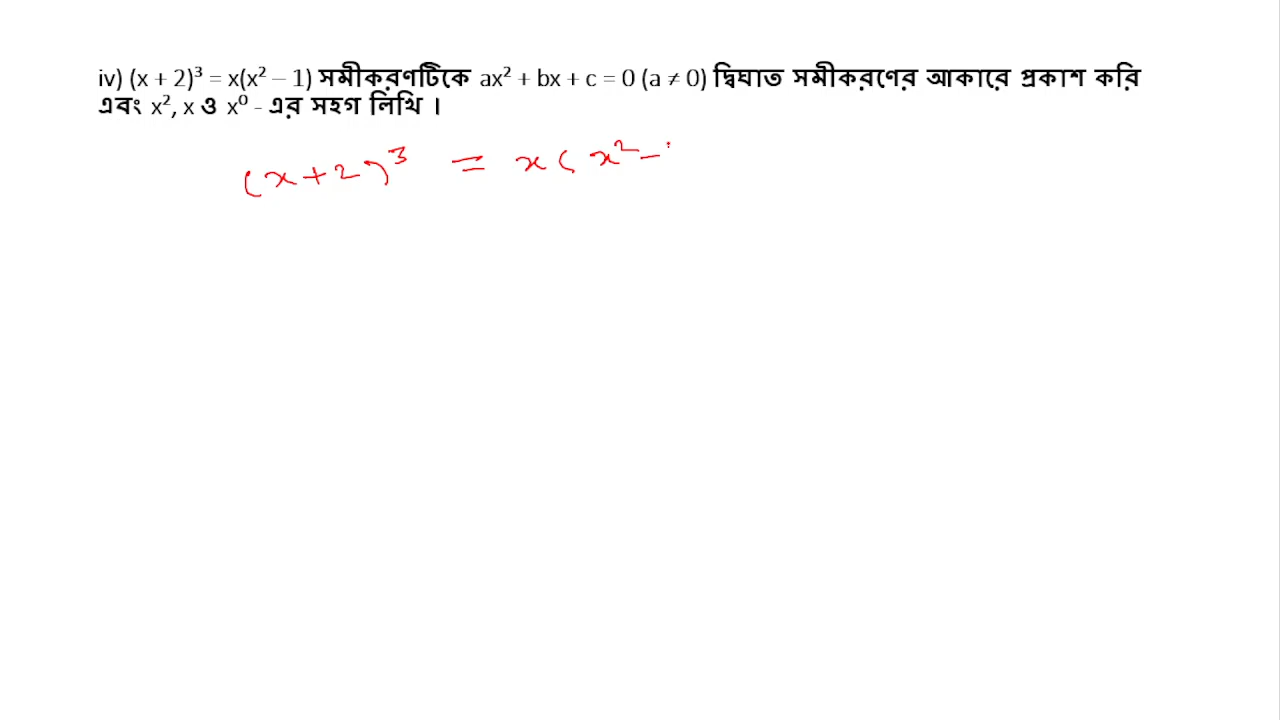 iv) (x + 2)³ = x(x² – 1) সমীকরণটিকে ax² + bx + c = 0 (a ≠ 0) দ্বিঘাত সমীকরণের আকারে প্রকাশ করি
এবং x², x ও x⁰ - এর সহগ লিখি ।
(x+2)³ = x(x²–